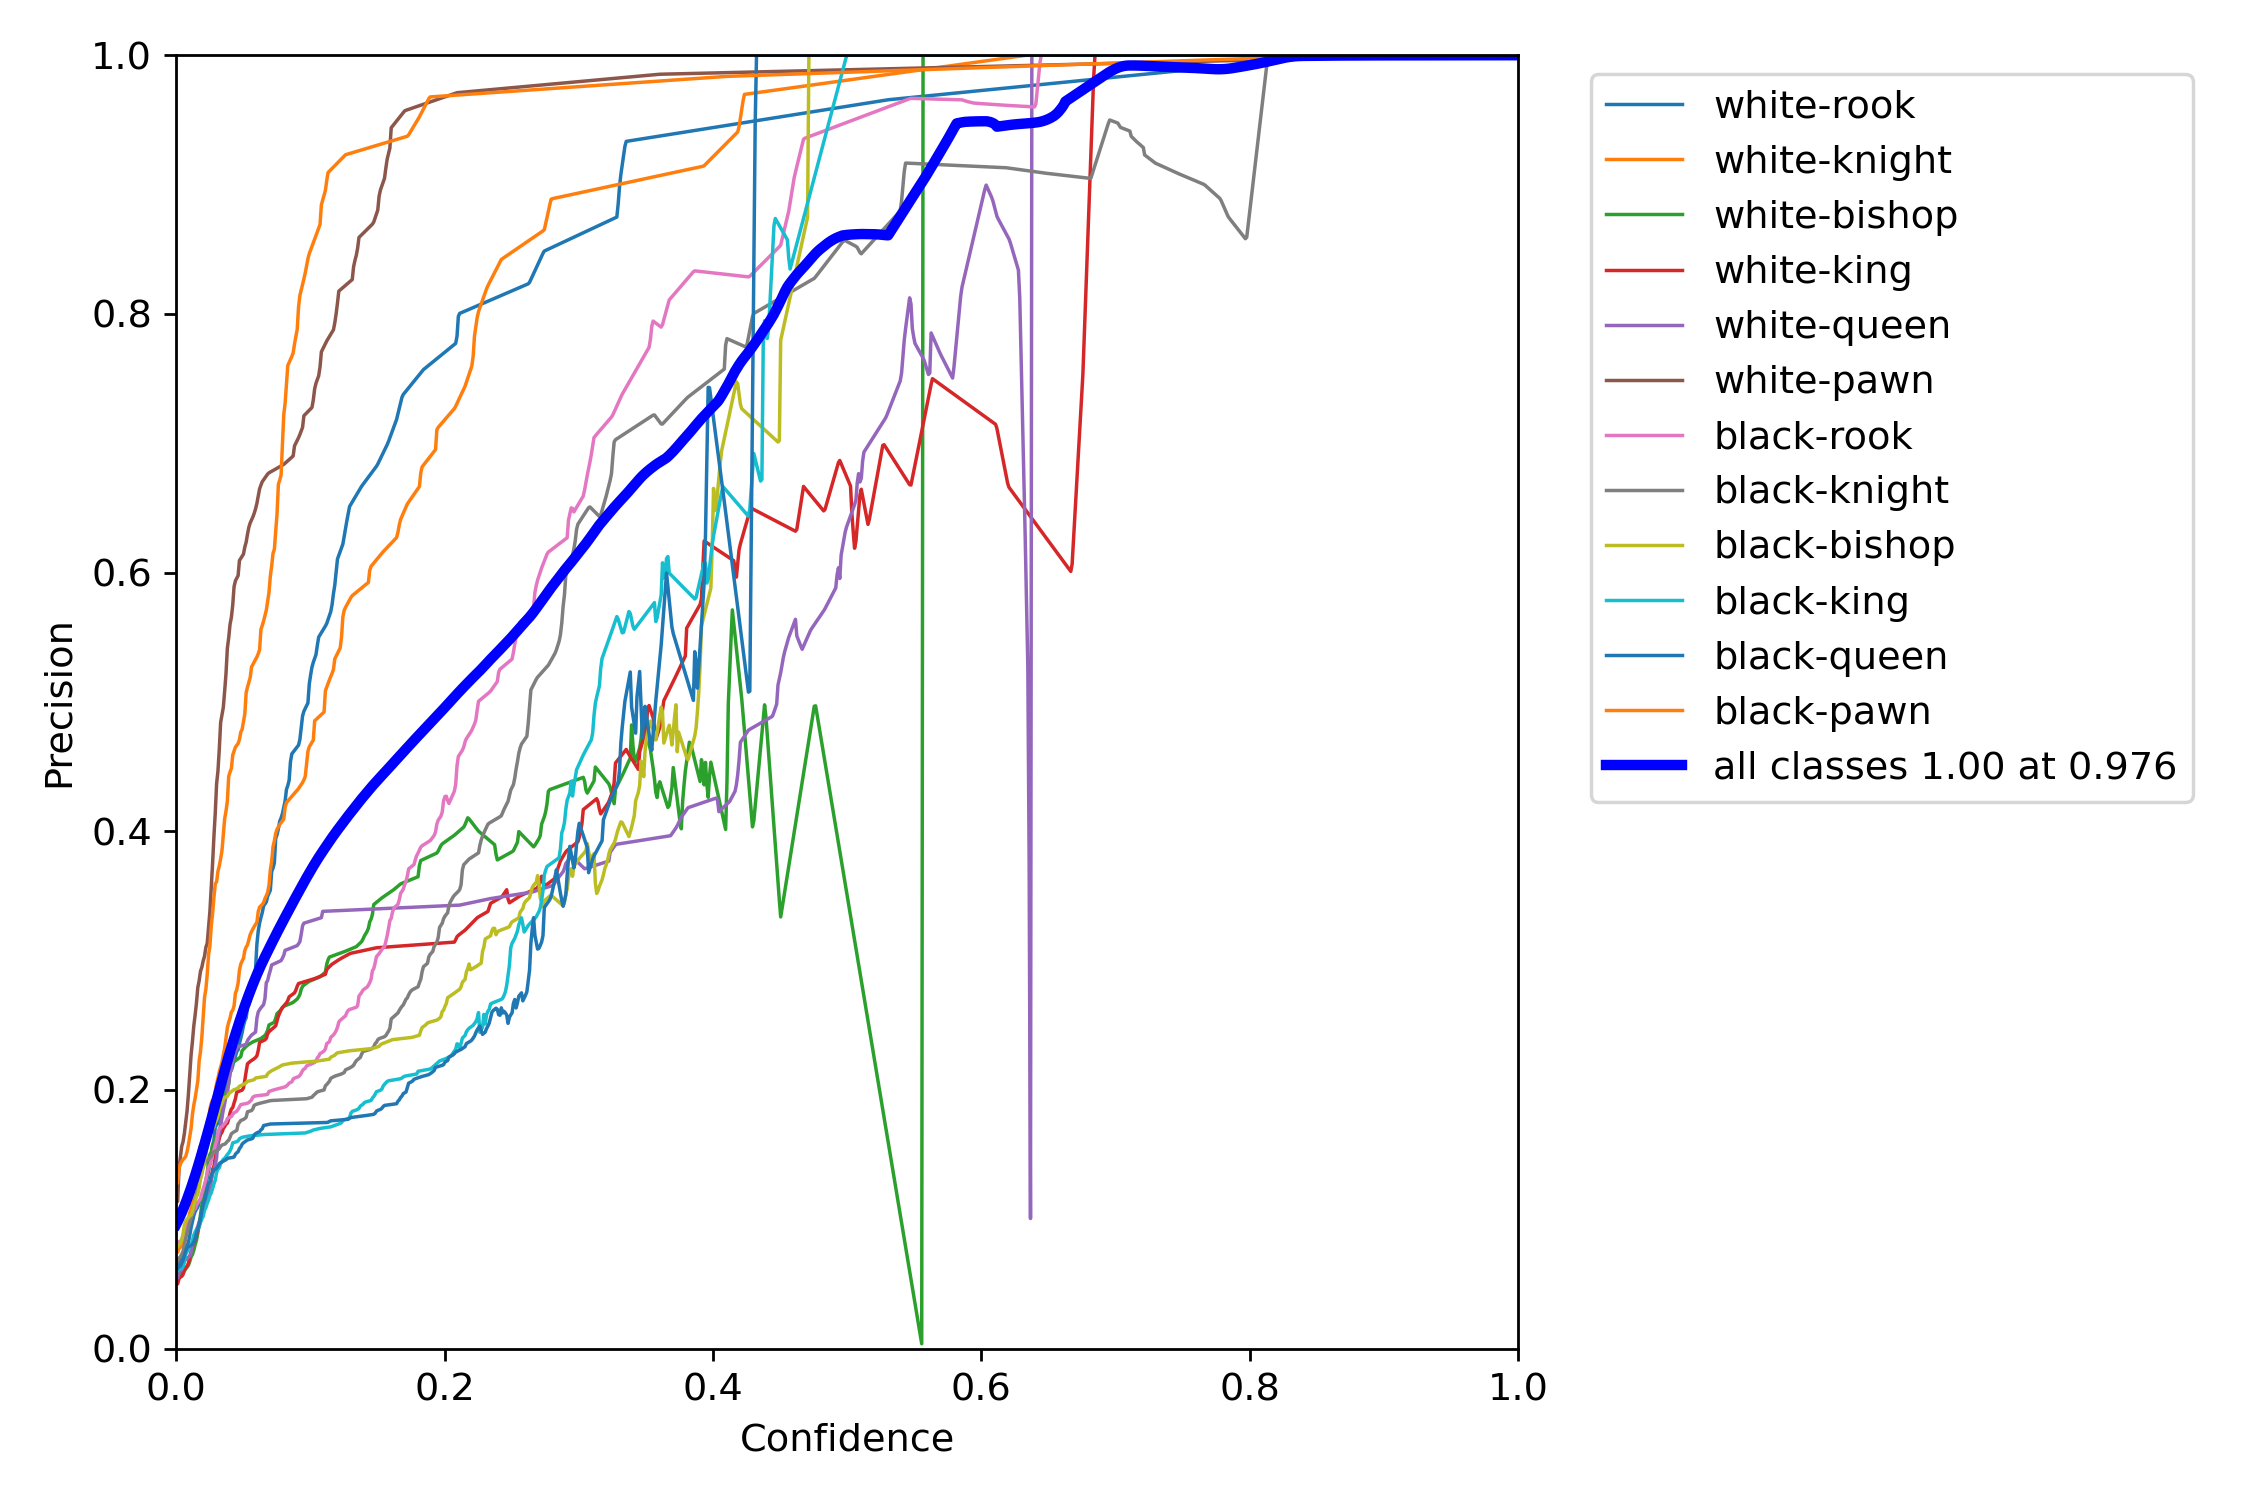 1.0
0.8
0.6
0.4
0.2
0.0
Precision
0.0 0.2 0.4 0.6 0.8 1.0
Confidence
white-rook
white-knight
white-bishop
white-king
white-queen
white-pawn
black-rook
black-knight
black-bishop
black-king
black-queen
black-pawn
all classes 1.00 at 0.976